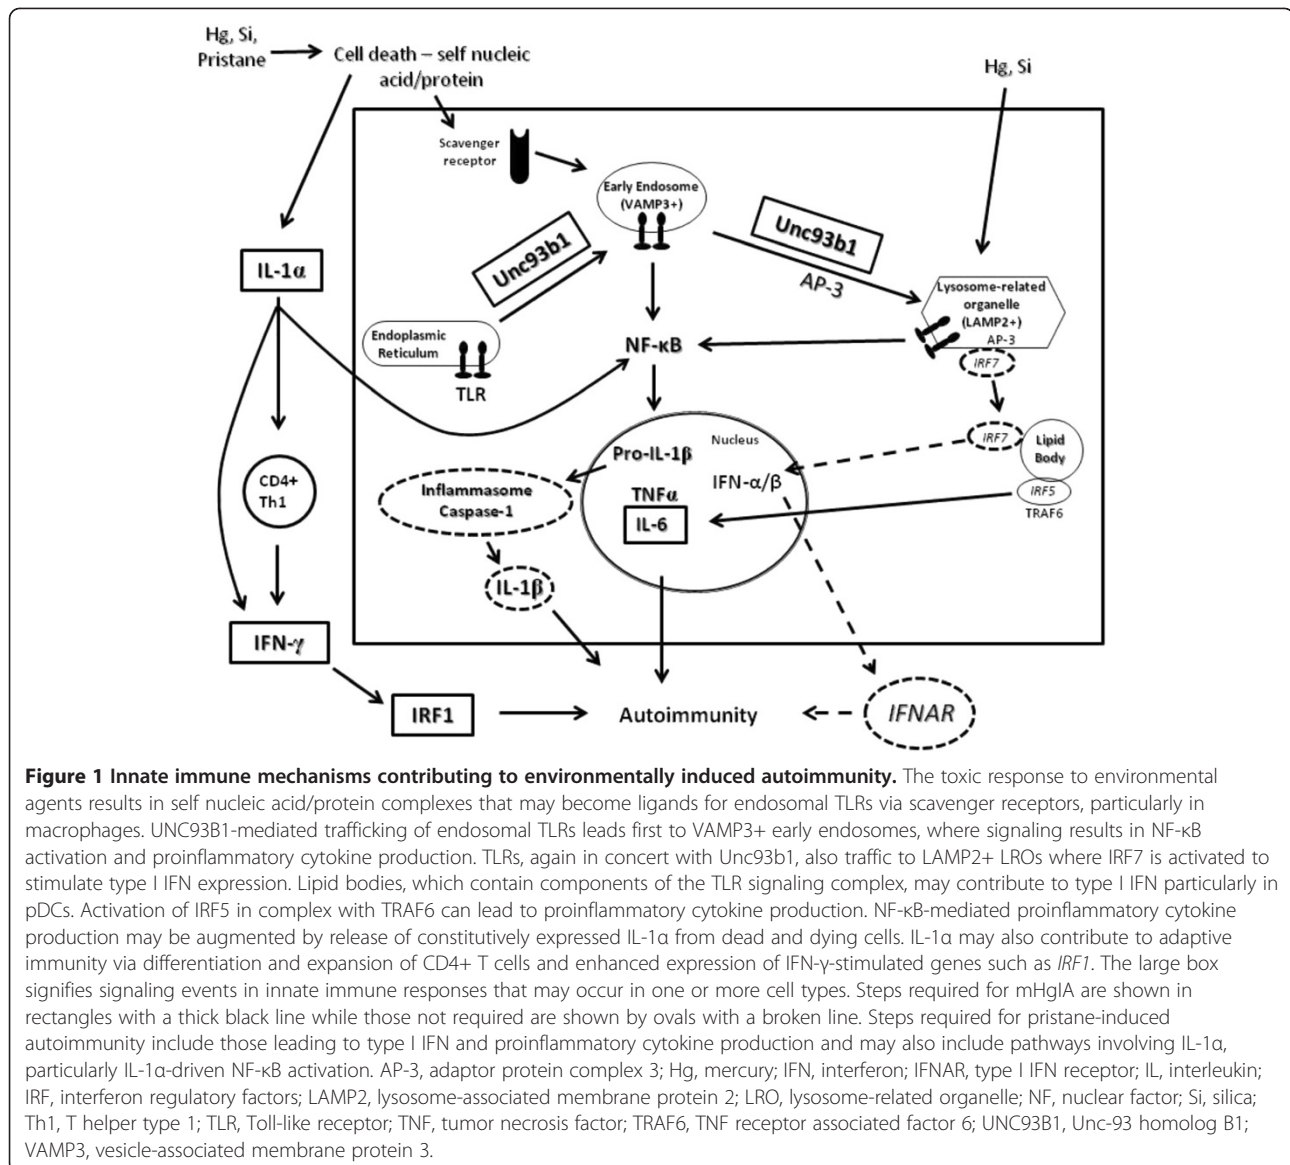 Hg, Si,
Pristane
Cell death – self nucleic
acid/protein
Hg, Si
Scavenger
receptor
Early Endosome
(VAMP3+)
Unc93b1
Unc93b1
AP-3
IL-1α
Lysosome-related
organelle
(LAMP2+)
AP-3
IRF7
Endoplasmic
Reticulum
TLR
NF-κB
IRF7
Lipid
Body
IRF5
TRAF6
Nucleus
Pro-IL-1β
IFN-α/β
TNFα
IL-6
CD4+
Th1
Inflammasome
Caspase-1
IL-1β
IFN-γ
IRF1
Autoimmunity
IFNAR
Figure 1 Innate immune mechanisms contributing to environmentally induced autoimmunity. The toxic response to environmental
agents results in self nucleic acid/protein complexes that may become ligands for endosomal TLRs via scavenger receptors, particularly in
macrophages. UNC93B1-mediated trafficking of endosomal TLRs leads first to VAMP3+ early endosomes, where signaling results in NF-κB
activation and proinflammatory cytokine production. TLRs, again in concert with Unc93b1, also traffic to LAMP2+ LROs where IRF7 is activated to
stimulate type I IFN expression. Lipid bodies, which contain components of the TLR signaling complex, may contribute to type I IFN particularly in
pDCs. Activation of IRF5 in complex with TRAF6 can lead to proinflammatory cytokine production. NF-κB-mediated proinflammatory cytokine
production may be augmented by release of constitutively expressed IL-1α from dead and dying cells. IL-1α may also contribute to adaptive
immunity via differentiation and expansion of CD4+ T cells and enhanced expression of IFN-γ-stimulated genes such as IRF1. The large box
signifies signaling events in innate immune responses that may occur in one or more cell types. Steps required for mHgIA are shown in
rectangles with a thick black line while those not required are shown by ovals with a broken line. Steps required for pristane-induced
autoimmunity include those leading to type I IFN and proinflammatory cytokine production and may also include pathways involving IL-1α,
particularly IL-1α-driven NF-κB activation. AP-3, adaptor protein complex 3; Hg, mercury; IFN, interferon; IFNAR, type I IFN receptor; IL, interleukin;
IRF, interferon regulatory factors; LAMP2, lysosome-associated membrane protein 2; LRO, lysosome-related organelle; NF, nuclear factor; Si, silica;
Th1, T helper type 1; TLR, Toll-like receptor; TNF, tumor necrosis factor; TRAF6, TNF receptor associated factor 6; UNC93B1, Unc-93 homolog B1;
VAMP3, vesicle-associated membrane protein 3.